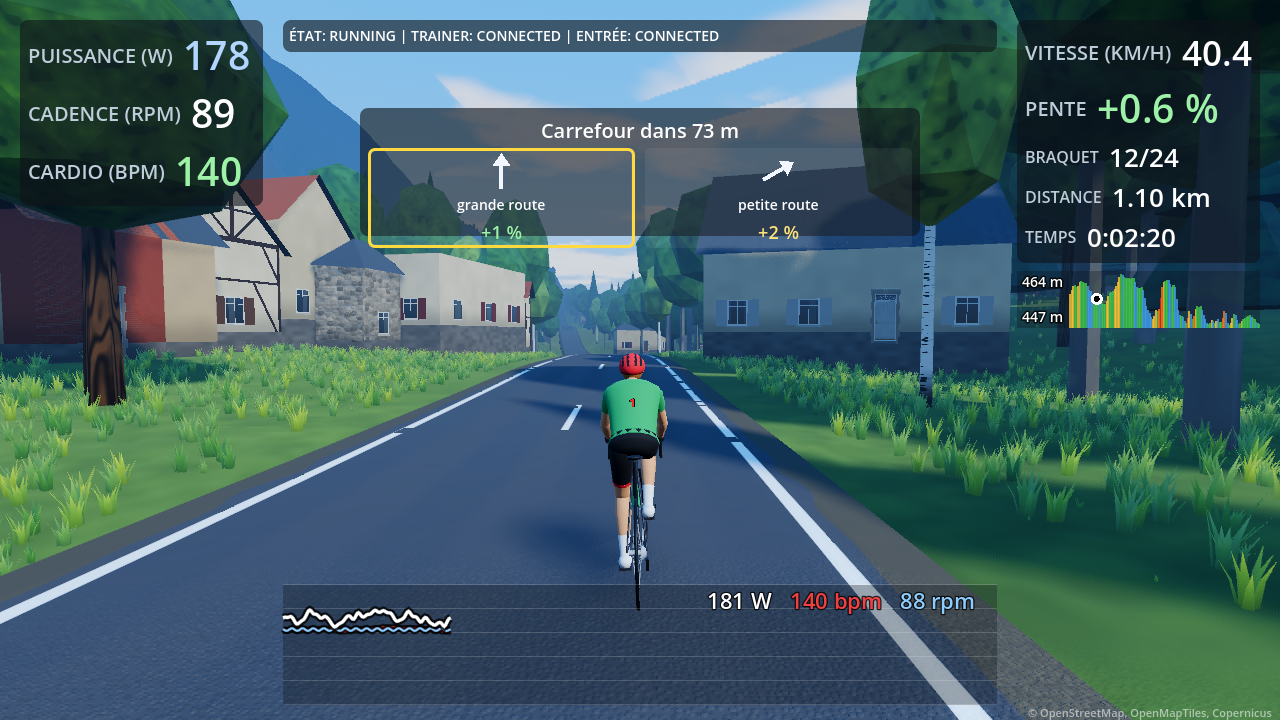 PUISSANCE (W) 178
CADENCE (RPM) 89
CARDIO (BPM) 140
ÉTAT: RUNNING | TRAINER: CONNECTED | ENTRÉE: CONNECTED
Carrefour dans 73 m
grande route
+1 %
petite route
+2 %
VITESSE (KM/H) 40.4
PENTE +0.6 %
BRAQUET 12/24
DISTANCE 1.10 km
TEMPS 0:02:20
464 m
447 m
1
181 W 140 bpm 88 rpm
© OpenStreetMap, OpenMapTiles, Copernicus